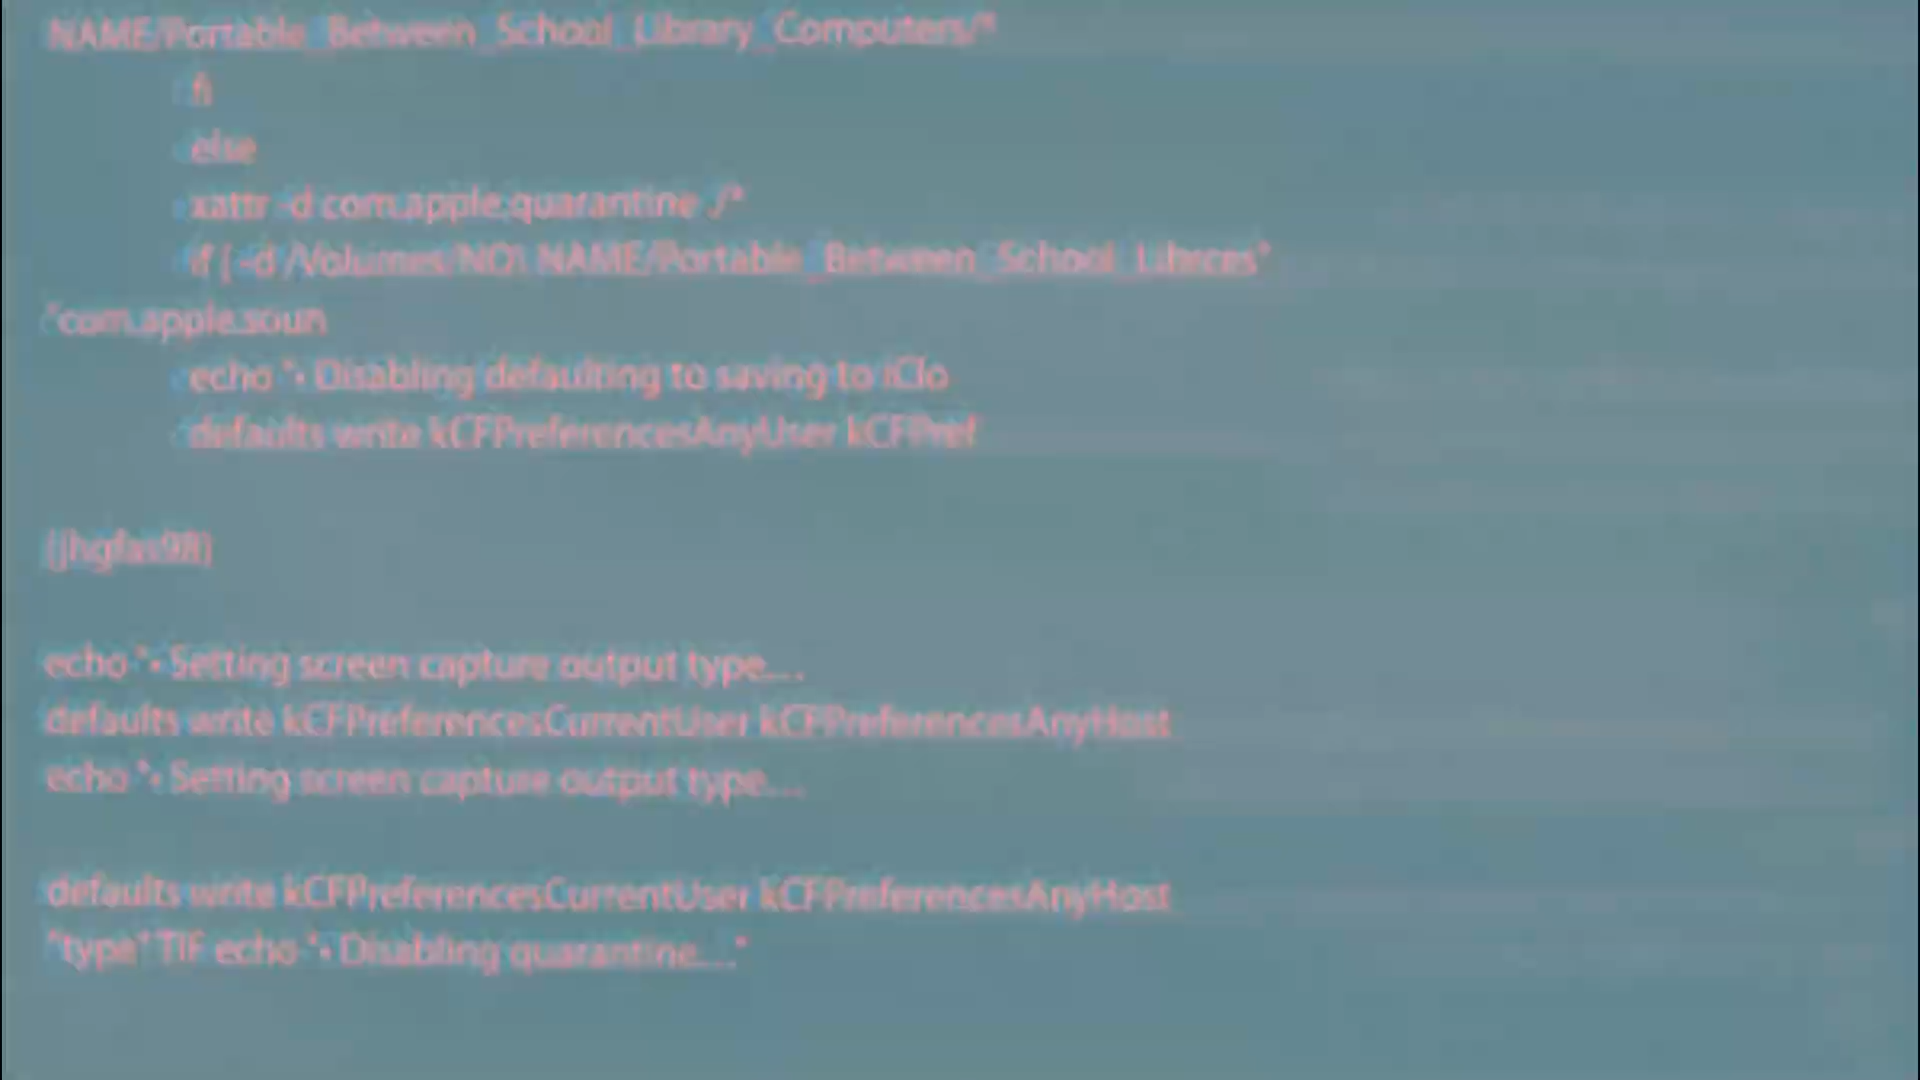 NAME/Portable_Between_School_Library_Computers/*
fi
else
xattr -d com.apple.quarantine ./*
if [ -d /Volumes/NO\ NAME/Portable_Between_School_Librces"
"com.apple.soun
echo "• Disabling defaulting to saving to iClo
defaults write kCFPreferencesAnyUser kCFPref
(jhgfas98)
echo "• Setting screen capture output type…
defaults write kCFPreferencesCurrentUser kCFPreferencesAnyHost
echo "• Setting screen capture output type…
defaults write kCFPreferencesCurrentUser kCFPreferencesAnyHost
"type" TIF echo "• Disabling quarantine…"